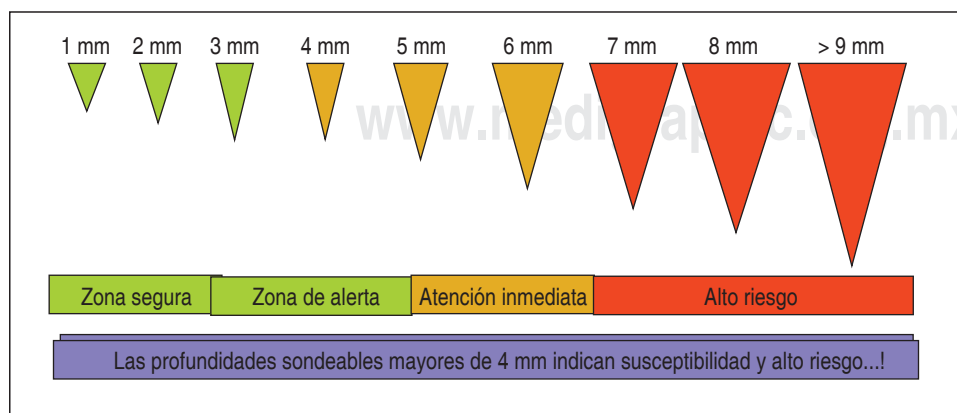 1 mm 2 mm 3 mm 4 mm 5 mm 6 mm 7 mm 8 mm > 9 mm
Zona segura Zona de alerta Atención inmediata Alto riesgo
Las profundidades sondeables mayores de 4 mm indican susceptibilidad y alto riesgo...!